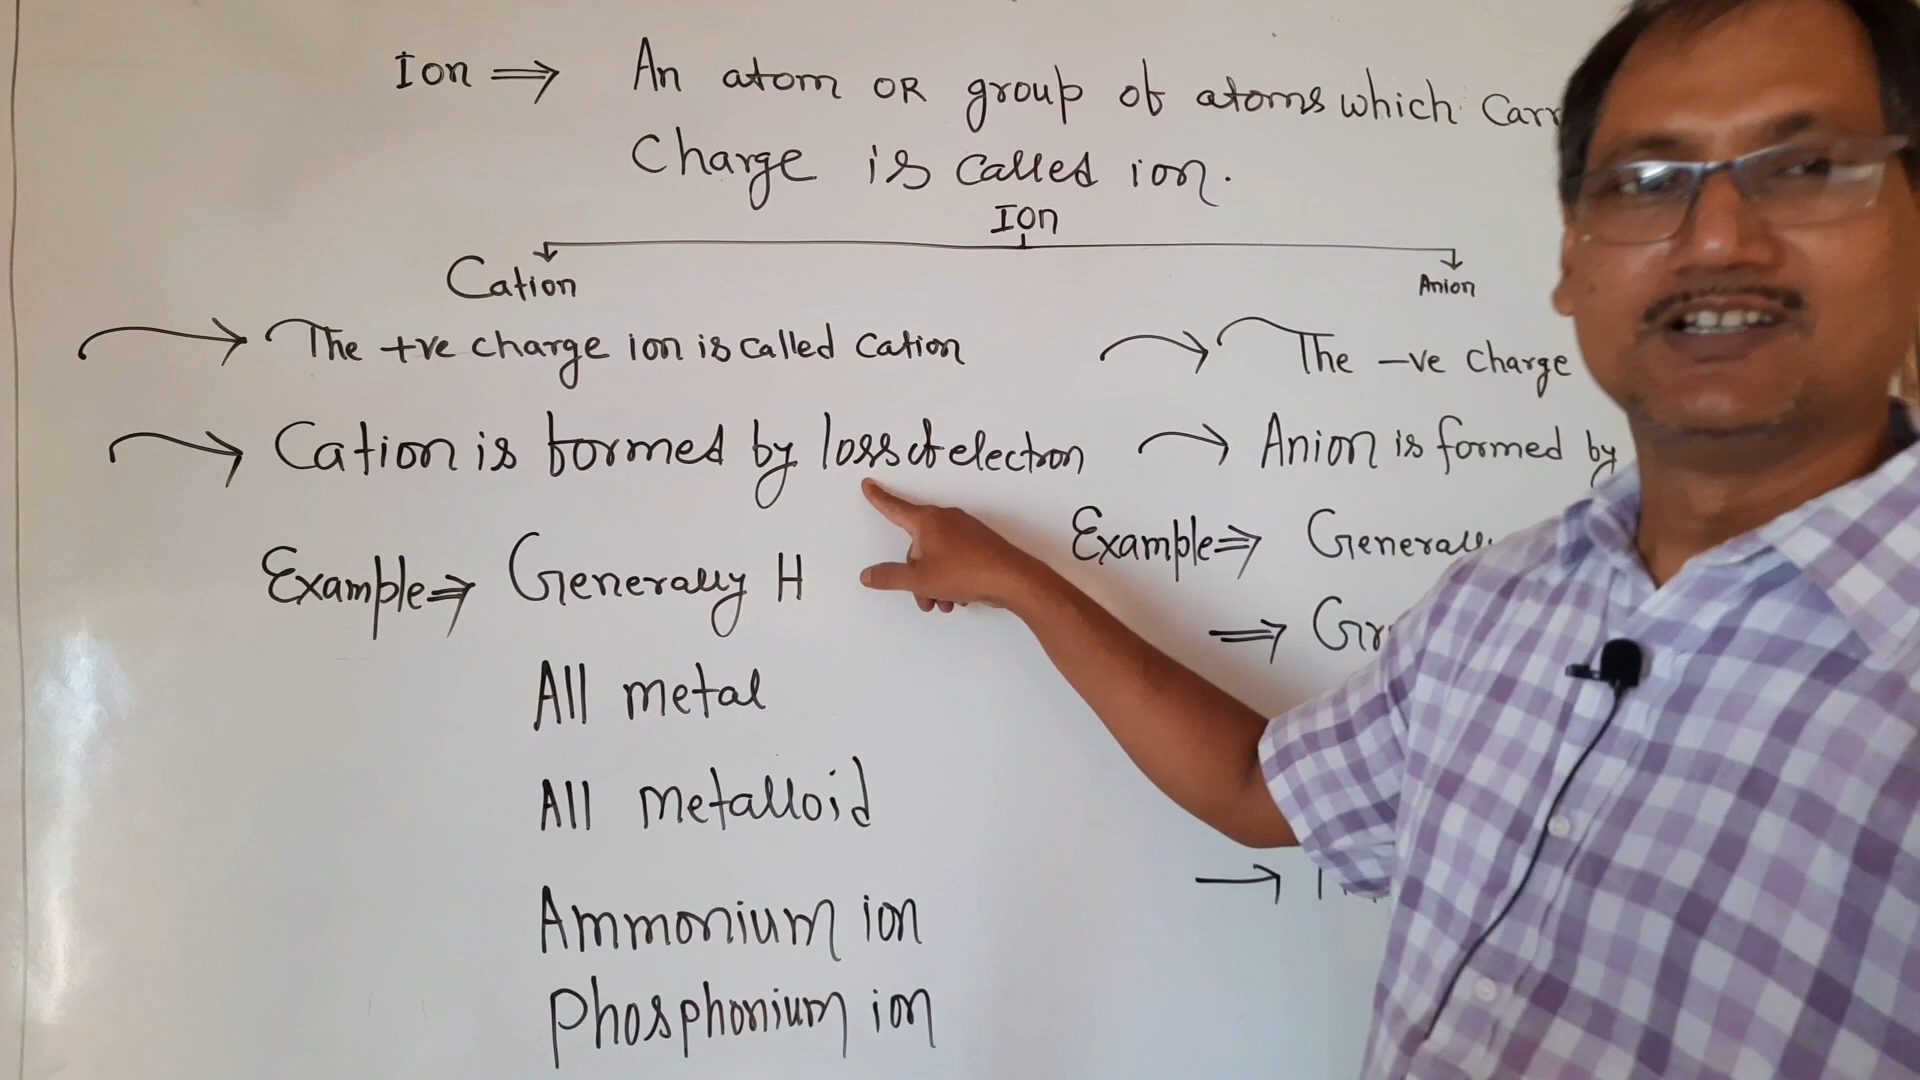 Ion ⇒ An atom OR group of atoms which
Charge is called ion.
Ion
Cation
Anion
→ The +ve charge ion is called Cation
→ The -ve Charge
→ Cation is formed by loss of electron
→ Anion is formed by
Example ⇒ Generally H
All metal
All metalloid
Ammonium ion
Phosphonium ion
Example ⇒
⇒
→